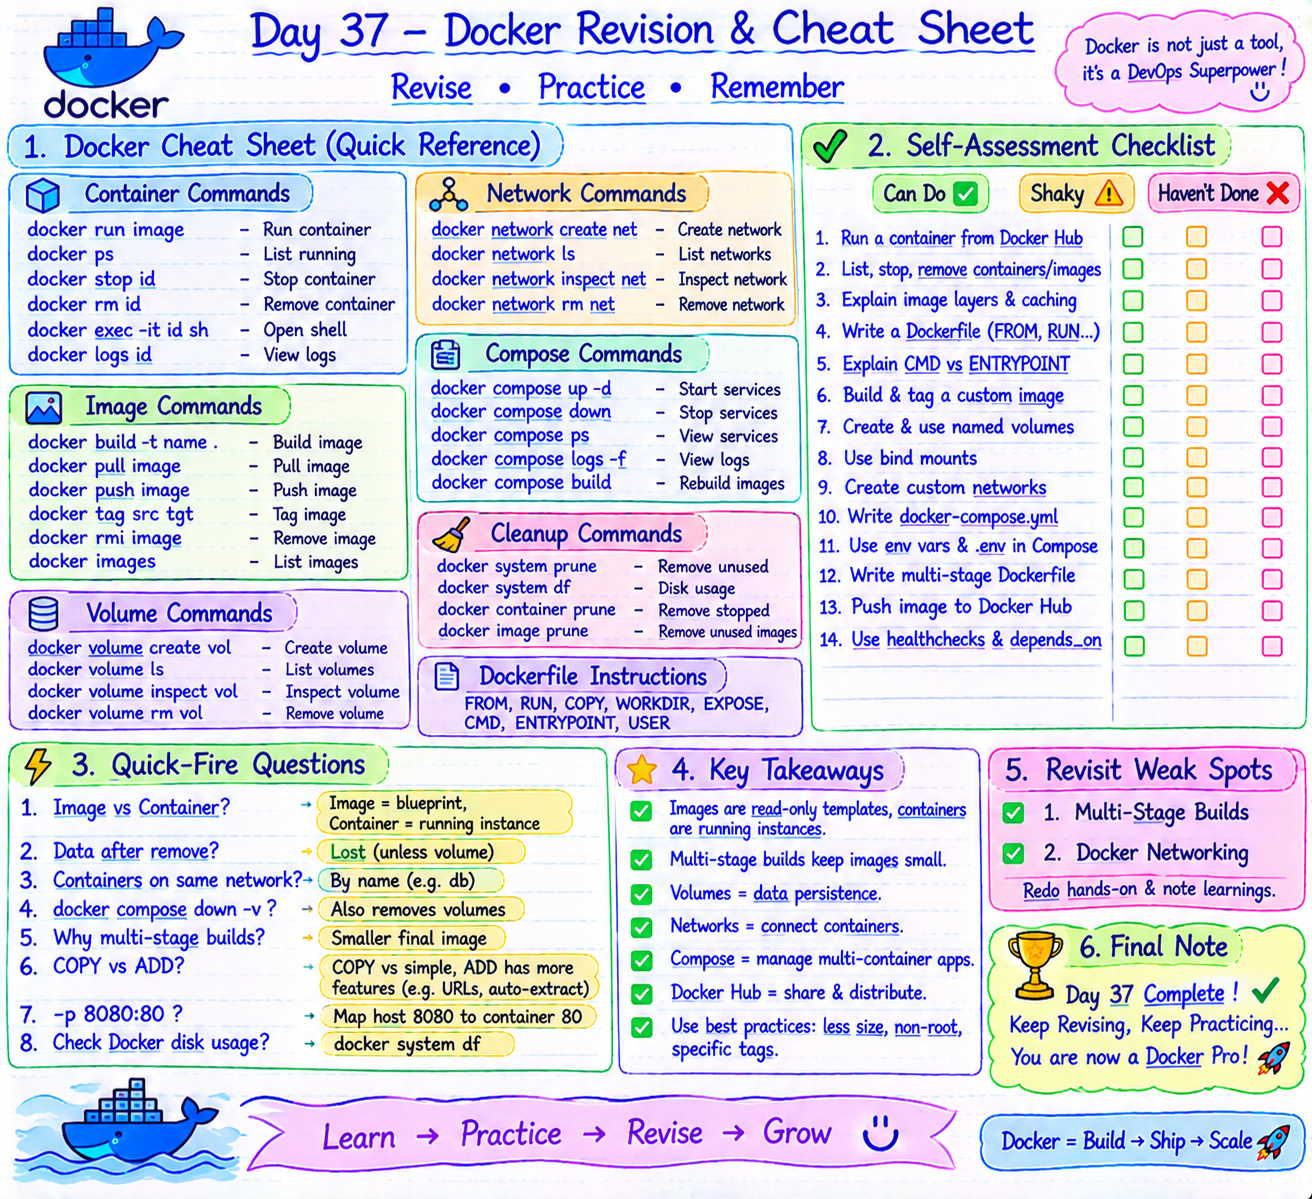 docker
Day 37 – Docker Revision & Cheat Sheet
Revise • Practice • Remember
Docker is not just a tool,
it's a DevOps Superpower !
1. Docker Cheat Sheet (Quick Reference)
Container Commands
docker run image – Run container
docker ps – List running
docker stop id – Stop container
docker rm id – Remove container
docker exec -it id sh – Open shell
docker logs id – View logs
Image Commands
docker build -t name . – Build image
docker pull image – Pull image
docker push image – Push image
docker tag src tgt – Tag image
docker rmi image – Remove image
docker images – List images
Volume Commands
docker volume create vol – Create volume
docker volume ls – List volumes
docker volume inspect vol – Inspect volume
docker volume rm vol – Remove volume
Network Commands
docker network create net – Create network
docker network ls – List networks
docker network inspect net – Inspect network
docker network rm net – Remove network
Compose Commands
docker compose up -d – Start services
docker compose down – Stop services
docker compose ps – View services
docker compose logs -f – View logs
docker compose build – Rebuild images
Cleanup Commands
docker system prune – Remove unused
docker system df – Disk usage
docker container prune – Remove stopped
docker image prune – Remove unused images
Dockerfile Instructions
FROM, RUN, COPY, WORKDIR, EXPOSE,
CMD, ENTRYPOINT, USER
2. Self-Assessment Checklist
Can Do Shaky Haven't Done
1. Run a container from Docker Hub
2. List, stop, remove containers/images
3. Explain image layers & caching
4. Write a Dockerfile (FROM, RUN...)
5. Explain CMD vs ENTRYPOINT
6. Build & tag a custom image
7. Create & use named volumes
8. Use bind mounts
9. Create custom networks
10. Write docker-compose.yml
11. Use env vars & .env in Compose
12. Write multi-stage Dockerfile
13. Push image to Docker Hub
14. Use healthchecks & depends_on
3. Quick-Fire Questions
1. Image vs Container? → Image = blueprint,
Container = running instance
2. Data after remove? → Lost (unless volume)
3. Containers on same network? → By name (e.g. db)
4. docker compose down -v ? → Also removes volumes
5. Why multi-stage builds? → Smaller final image
6. COPY vs ADD? → COPY vs simple, ADD has more
features (e.g. URLs, auto-extract)
7. -p 8080:80 ? → Map host 8080 to container 80
8. Check Docker disk usage? → docker system df
4. Key Takeaways
Images are read-only templates, containers
are running instances.
Multi-stage builds keep images small.
Volumes = data persistence.
Networks = connect containers.
Compose = manage multi-container apps.
Docker Hub = share & distribute.
Use best practices: less size, non-root,
specific tags.
5. Revisit Weak Spots
1. Multi-Stage Builds
2. Docker Networking
Redo hands-on & note learnings.
6. Final Note
Day 37 Complete !
Keep Revising, Keep Practicing...
You are now a Docker Pro!
Learn → Practice → Revise → Grow
Docker = Build → Ship → Scale